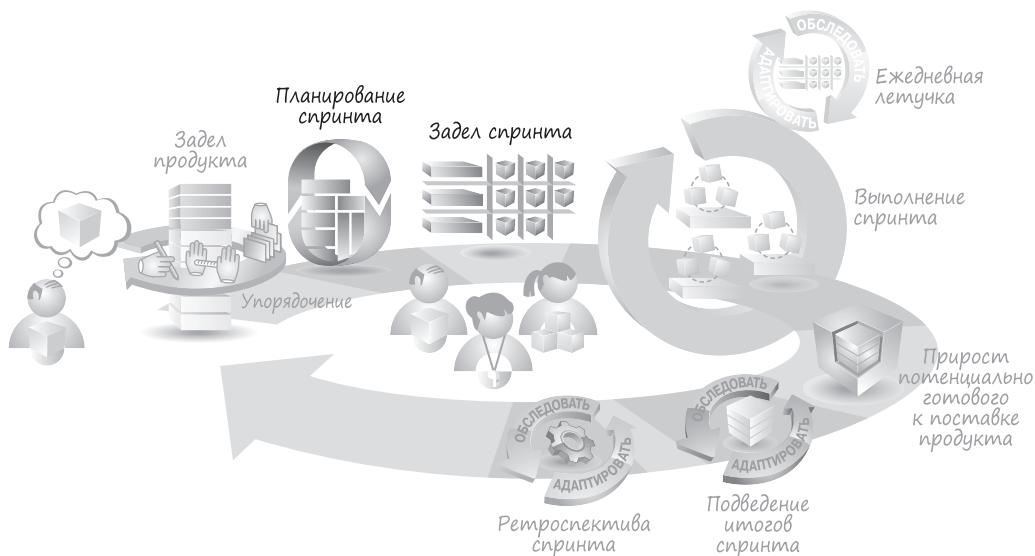 Задел
продукта
Упорядочение
Планирование
спринта
Задел спринта
ОБСЛЕДОВАТЬ
АДАПТИРОВАТЬ
Ежедневная
летучка
Выполнение
спринта
Прирост
потенциально
готового
к поставке
продукта
ОБСЛЕДОВАТЬ
АДАПТИРОВАТЬ
Подведение
итогов
спринта
ОБСЛЕДОВАТЬ
АДАПТИРОВАТЬ
Ретроспектива
спринта